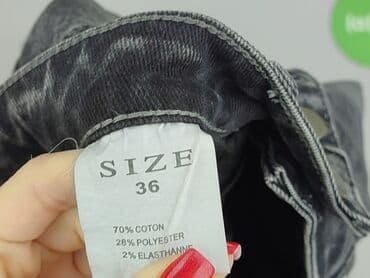 SIZE
36
70% COTON
28% POLYESTER
2% ELASTHANNE